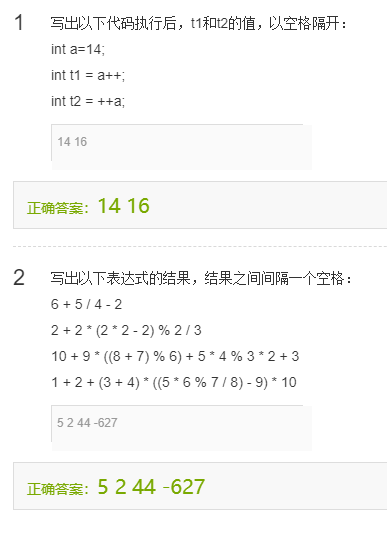 1 写出以下代码执行后，t1和t2的值，以空格隔开：
int a=14;
int t1 = a++;
int t2 = ++a;
14 16
正确答案：14 16
2 写出以下表达式的结果，结果之间间隔一个空格：
6 + 5 / 4 - 2
2 + 2 * (2 * 2 - 2) % 2 / 3
10 + 9 * ((8 + 7) % 6) + 5 * 4 % 3 * 2 + 3
1 + 2 + (3 + 4) * ((5 * 6 % 7 / 8) - 9) * 10
5 2 44 -627
正确答案：5 2 44 -627